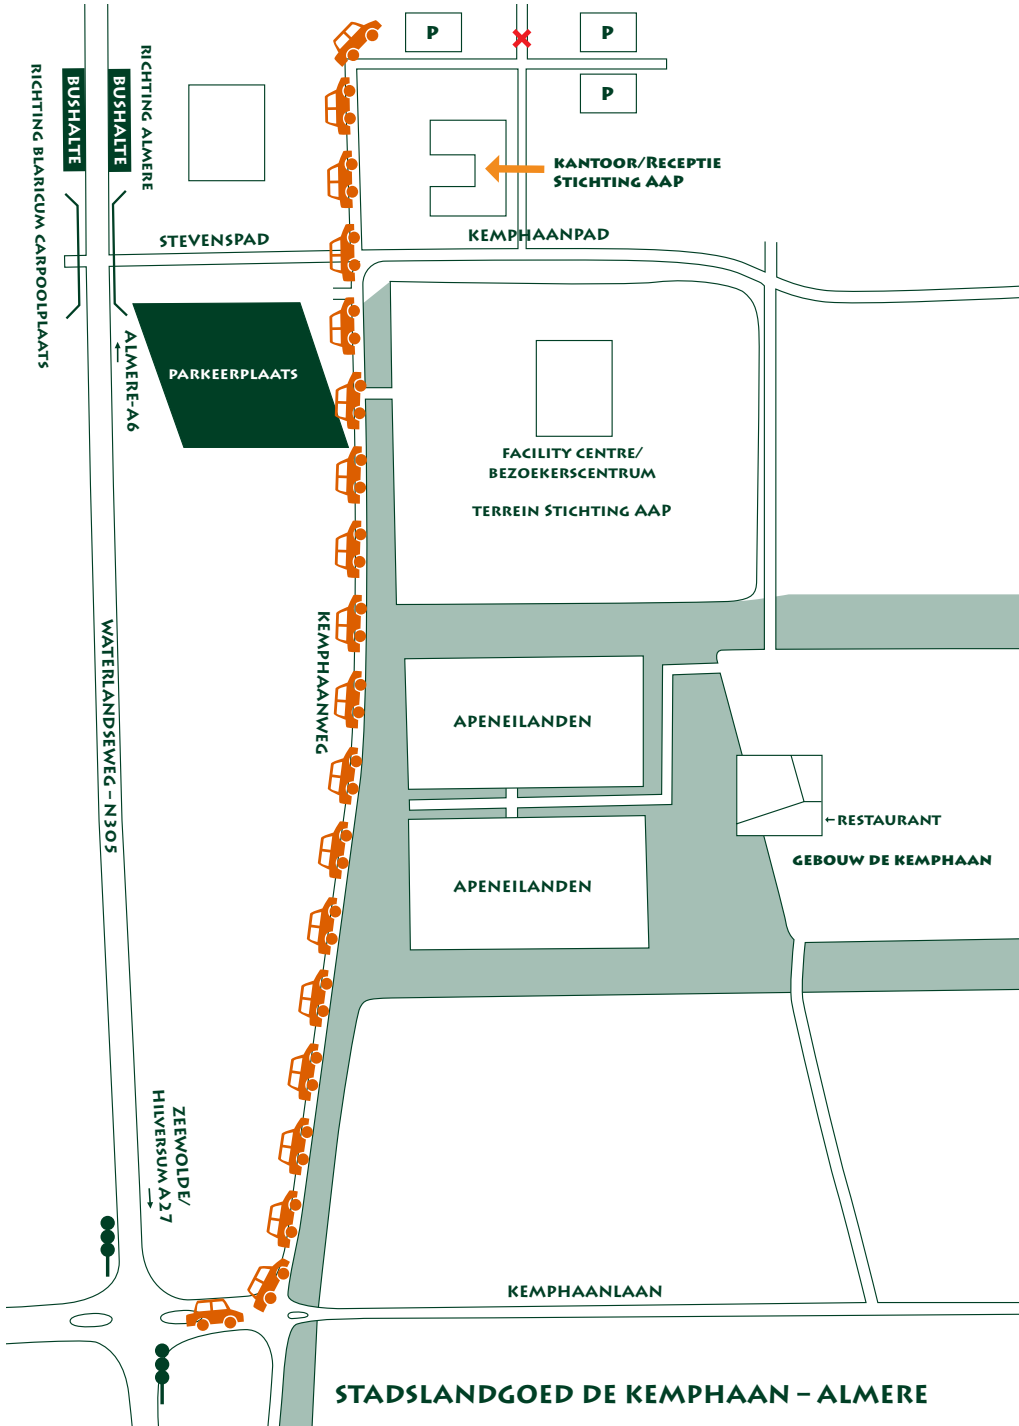 P
P
P
RICHTING ALMERE
BUSHALTE
BUSHALTE
RICHTING BLARICUM CARPOOLPLAATS
KANTOOR/RECEPTIE
STICHTING AAP
STEVENSPAD
KEMPHAANPAD
ALMERE-A6
PARKEERPLAATS
FACILITY CENTRE/
BEZOEKERSCENTRUM
TERREIN STICHTING AAP
KEMPHAANWEG
WATERLANDSEWEG – N305
APENEILANDEN
RESTAURANT
GEBOUW DE KEMPHAAN
APENEILANDEN
ZEEWOLDE/
HILVERSUM A27
KEMPHAANLAAN
STADSLANDGOED DE KEMPHAAN – ALMERE